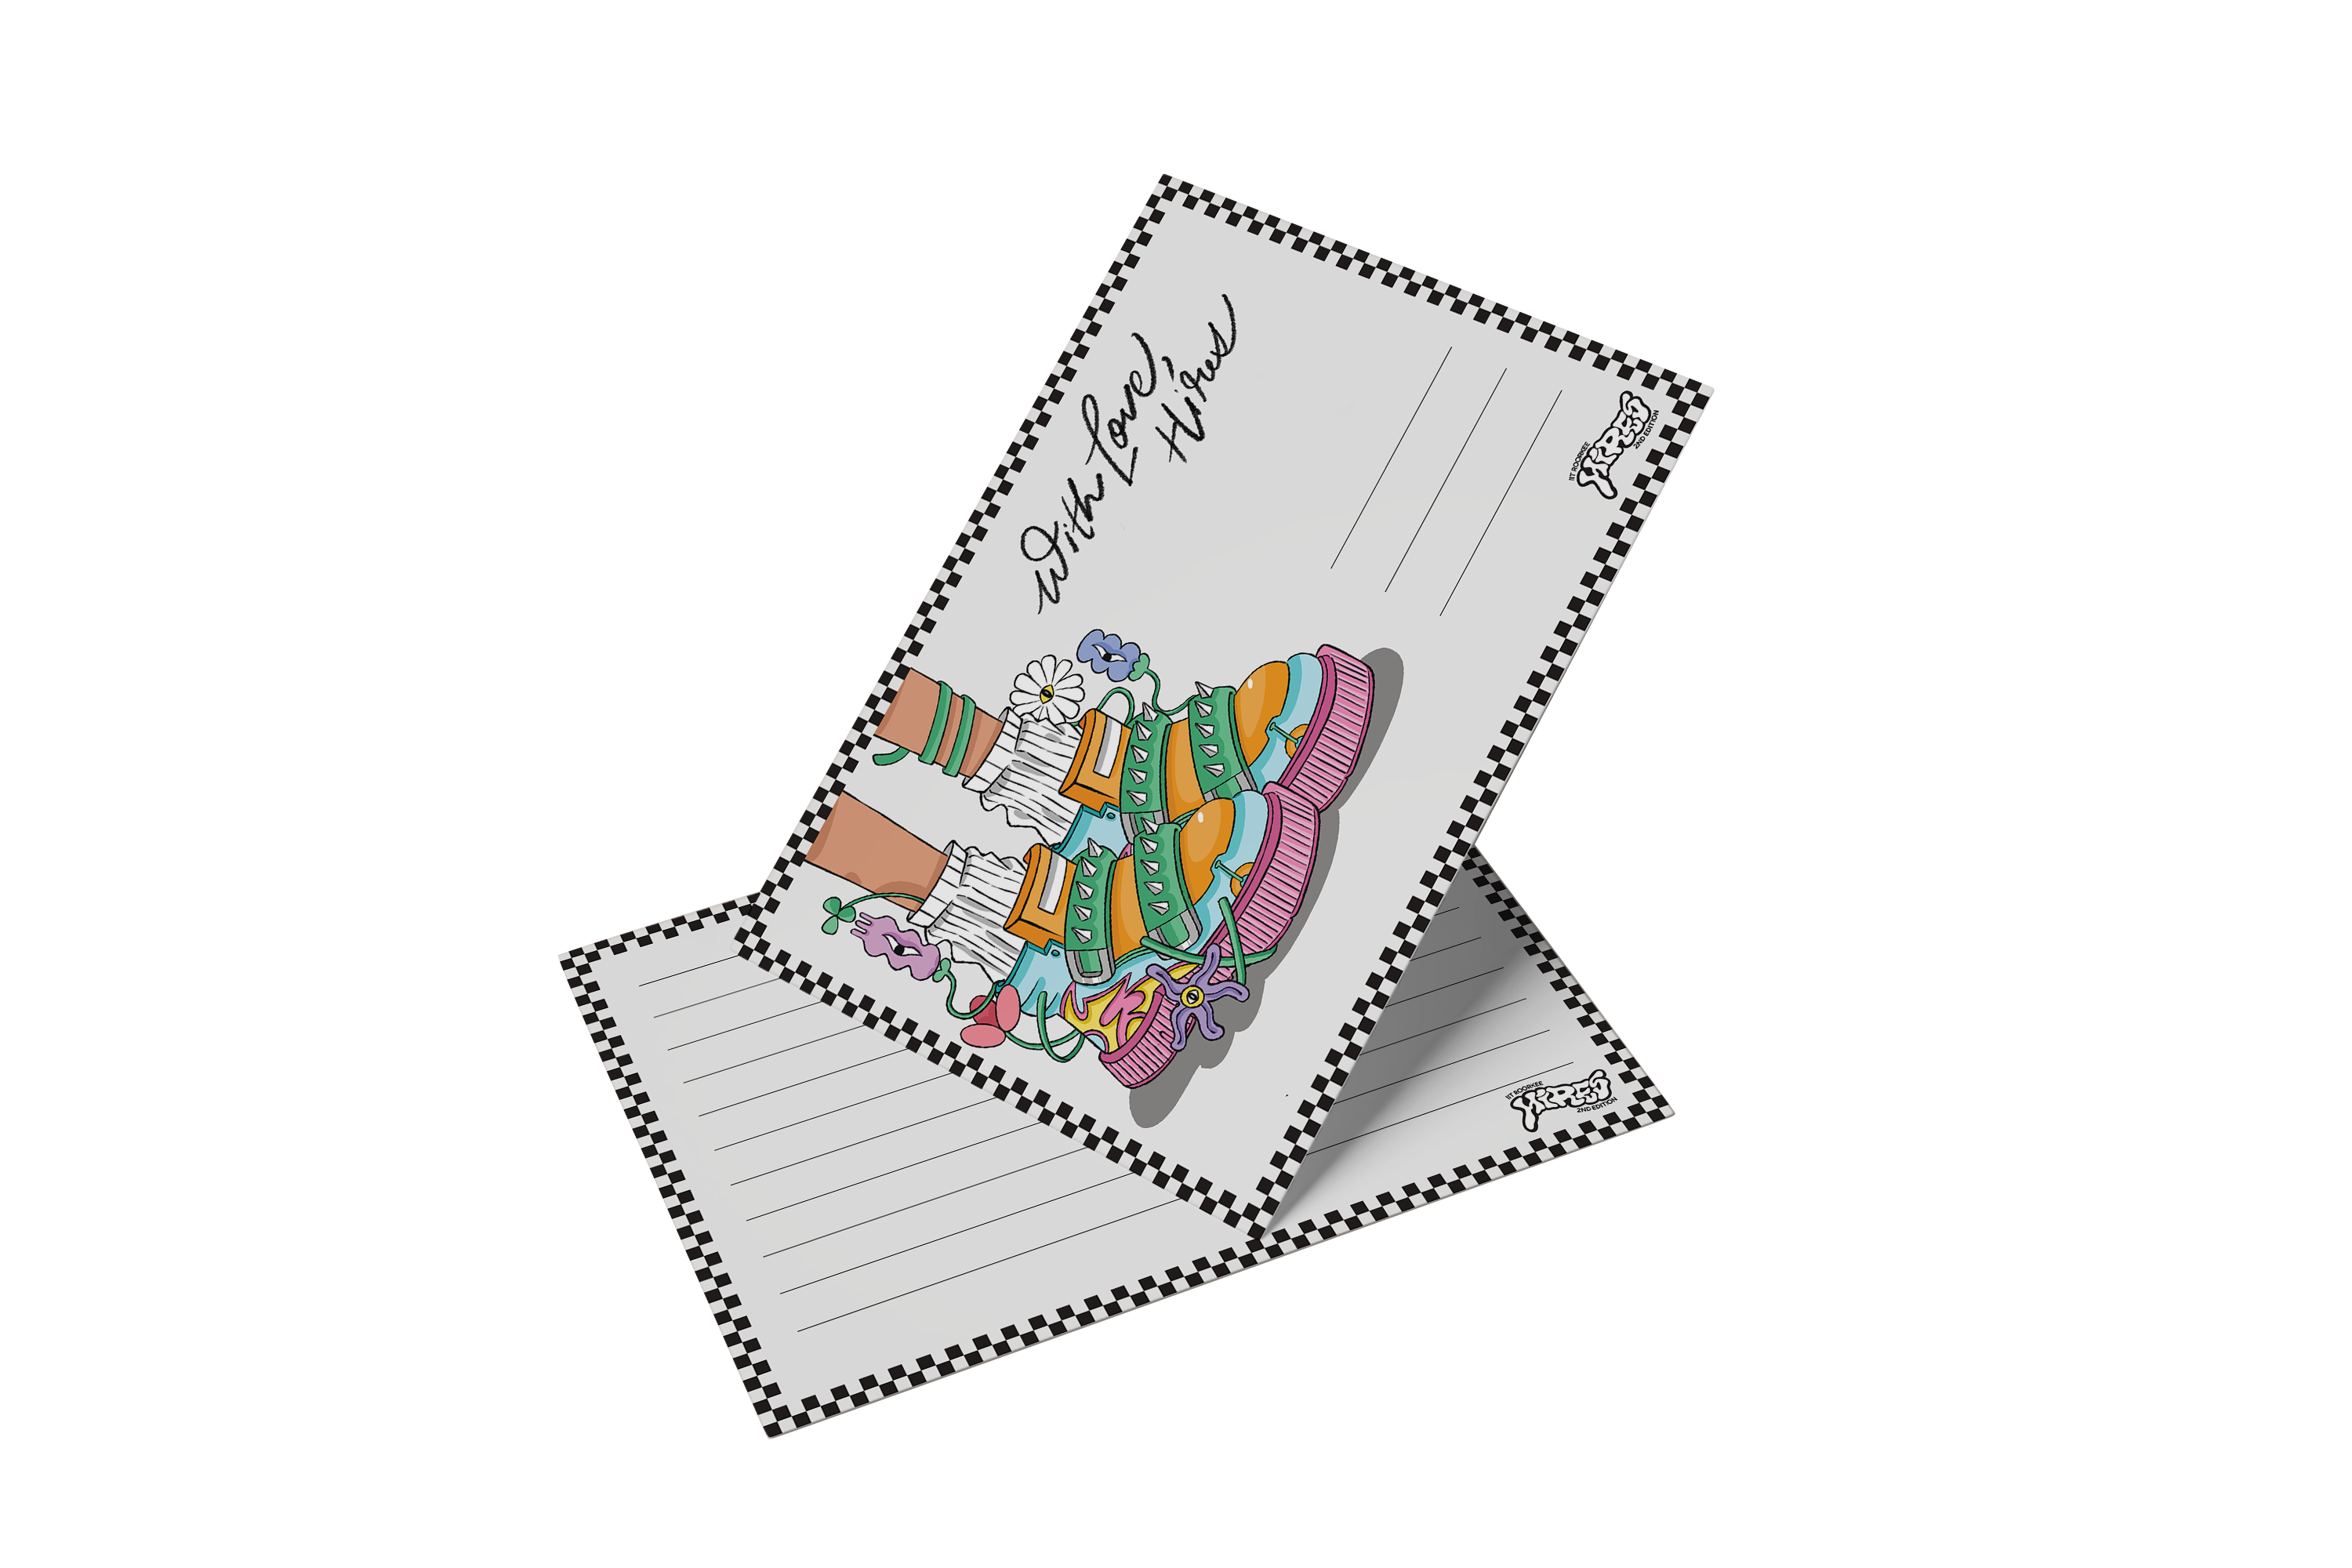 With Love,
Hires
IIT ROORKEE
HIRES
2ND EDITION
IIT ROORKEE
HIRES
2ND EDITION